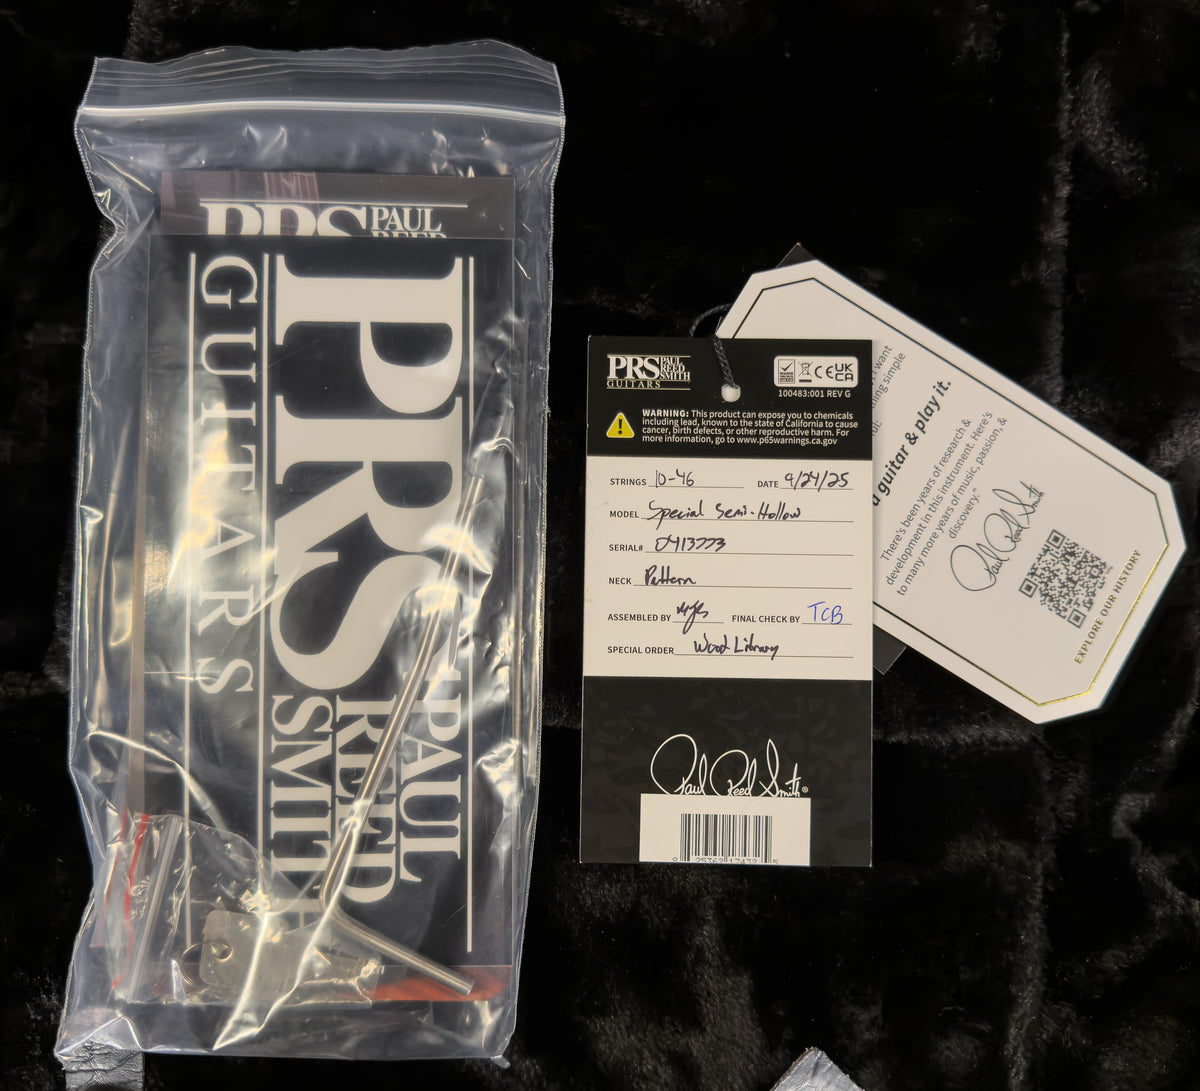 PRS PAUL
REED
PRS PAUL
REED
SMITH
GUITARS
PRS PAUL
REED
SMITH
GUITARS
UK
CE CA
100483:001 REV G
WARNING: This product can expose you to chemicals
including lead, known to the state of California to cause
cancer, birth defects, or other reproductive harm. For
more information, go to www.p65warnings.ca.gov
STRINGS 10-46 DATE 9/24/25
MODEL Special Semi-Hollow
SERIAL# 0413773
NECK Pattern
ASSEMBLED BY FINAL CHECK BY TCB
SPECIAL ORDER Wood Library
Paul Reed Smith®
want
simple
a guitar & play it.
There's been years of research &
development in this instrument. Here's
to many more years of music, passion, &
discovery."
Paul Reed Smith
EXPLORE OUR HISTORY